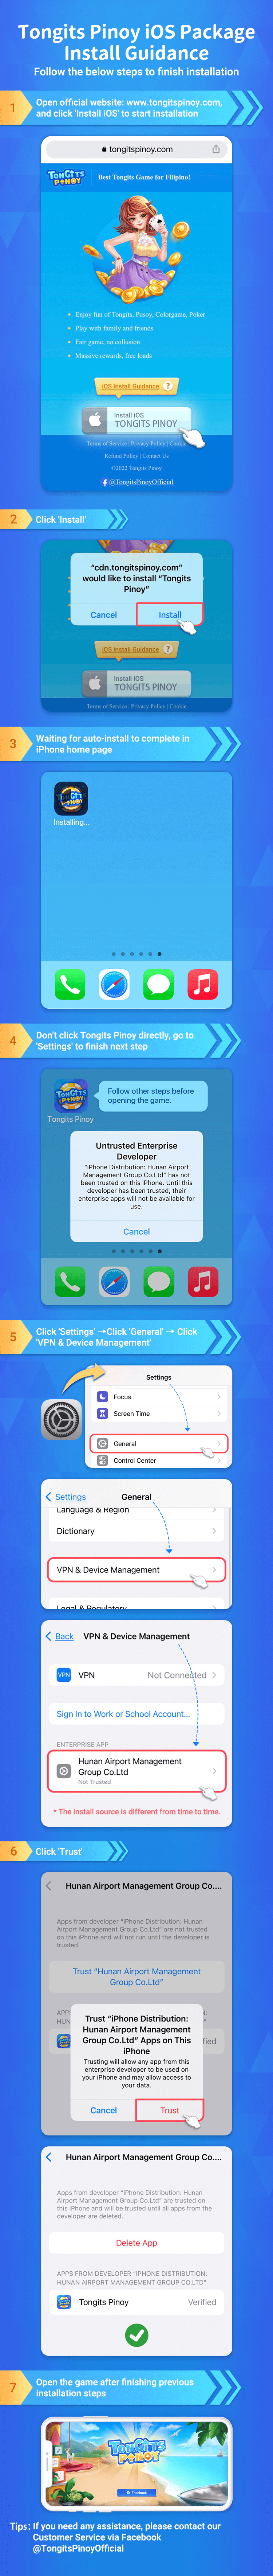 Tongits Pinoy iOS Package
Install Guidance
Follow the below steps to finish installation
1
Open official website: www.tongitspinoy.com,
and click 'Install iOS' to start installation
tongitspinoy.com
TONGITS
PINOY
Best Tongits Game for Filipino!
Enjoy fun of Tongits, Pusoy, Colorgame, Poker
Play with family and friends
Fair game, no collusion
Massive rewards, free loads
iOS Install Guidance ?
Install iOS
TONGITS PINOY
Terms of Service | Privacy Policy | Cookie
Refund Policy | Contact Us
©2022 Tongits Pinoy
@TongitsPinoyOfficial
2
Click 'Install'
"cdn.tongitspinoy.com"
would like to install "Tongits
Pinoy"
Cancel
Install
iOS Install Guidance ?
Install iOS
TONGITS PINOY
Terms of Service | Privacy Policy | Cookie
3
Waiting for auto-install to complete in
iPhone home page
TONGITS
PINOY
Installing...
4
Don't click Tongits Pinoy directly, go to
'Settings' to finish next step
TONGITS
PINOY
Follow other steps before
opening the game.
Tongits Pinoy
Untrusted Enterprise
Developer
"iPhone Distribution: Hunan Airport
Management Group Co.Ltd" has not
been trusted on this iPhone. Until this
developer has been trusted, their
enterprise apps will not be available for
use.
Cancel
5
Click 'Settings' →Click 'General' → Click
'VPN & Device Management'
Settings
Focus
Screen Time
General
Control Center
Settings
General
Language & Region
Dictionary
VPN & Device Management
Legal & Regulatory
Back
VPN & Device Management
VPN
VPN
Not Connected
Sign In to Work or School Account...
ENTERPRISE APP
Hunan Airport Management
Group Co.Ltd
Not Trusted
* The install source is different from time to time.
6
Click 'Trust'
Hunan Airport Management Group Co....
Apps from developer "iPhone Distribution: Hunan
Airport Management Group Co.Ltd" are not trusted
on this iPhone and will not run until the developer is
trusted.
Trust "Hunan Airport Management
Group Co.Ltd"
Trust "iPhone Distribution:
Hunan Airport Management
Group Co.Ltd" Apps on This
iPhone
Trusting will allow any app from this
enterprise developer to be used on
your iPhone and may allow access to
your data.
Cancel
Trust
Hunan Airport Management Group Co....
Apps from developer "iPhone Distribution: Hunan
Airport Management Group Co.Ltd" are trusted on
this iPhone and will be trusted until all apps from the
developer are deleted.
Delete App
APPS FROM DEVELOPER "IPHONE DISTRIBUTION:
HUNAN AIRPORT MANAGEMENT GROUP CO.LTD"
Tongits Pinoy
Verified
7
Open the game after finishing previous
installation steps
TONGITS
PINOY
Facebook
Tips: If you need any assistance, please contact our
Customer Service via Facebook
@TongitsPinoyOfficial